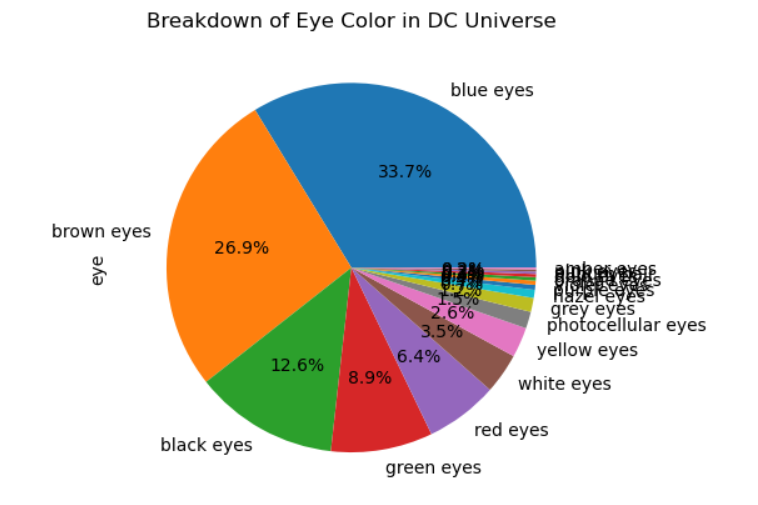 Breakdown of Eye Color in DC Universe
blue eyes
33.7%
brown eyes
26.9%
eye
amber eyes
hazel eyes
grey eyes
1.5%
photocellular eyes
2.6%
yellow eyes
3.5%
white eyes
6.4%
red eyes
12.6%
8.9%
black eyes
green eyes